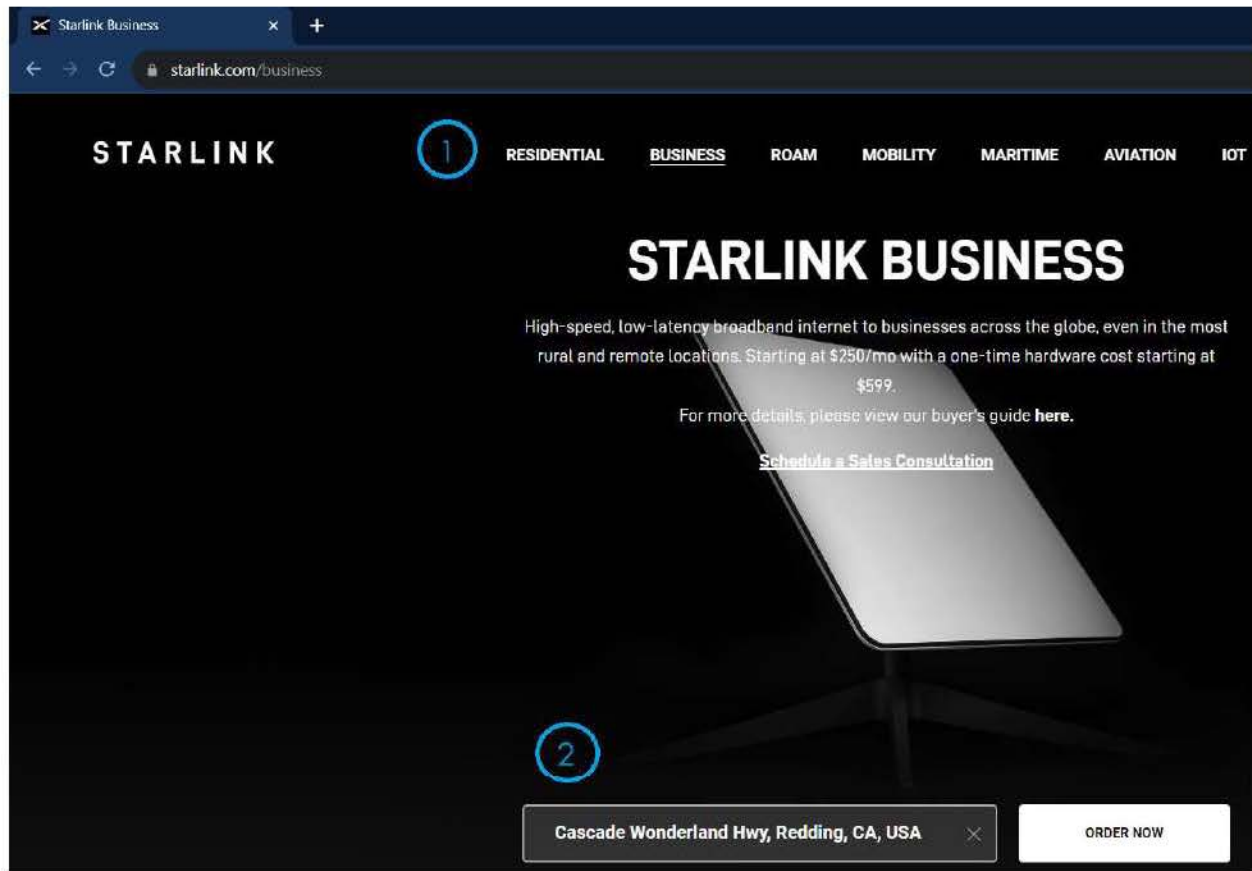 Starlink Business
starlink.com/business
STARLINK
1
RESIDENTIAL BUSINESS ROAM MOBILITY MARITIME AVIATION IOT
STARLINK BUSINESS
High-speed, low-latency broadband internet to businesses across the globe, even in the most
rural and remote locations. Starting at $250/mo with a one-time hardware cost starting at
$599.
For more details, please view our buyer's guide here.
Schedule a Sales Consultation
2
Cascade Wonderland Hwy, Redding, CA, USA
ORDER NOW